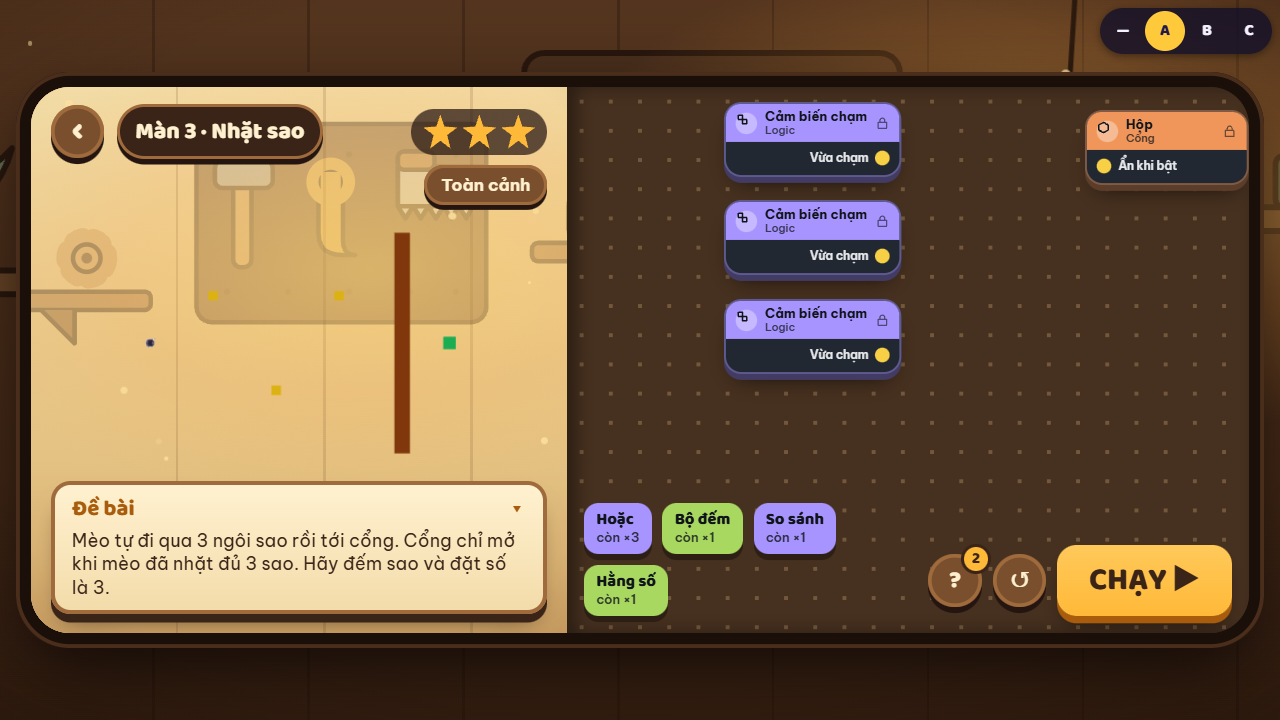 A
B
C
Màn 3 • Nhặt sao
Toàn cảnh
Cảm biến chạm
Logic
Vừa chạm
Cảm biến chạm
Logic
Vừa chạm
Cảm biến chạm
Logic
Vừa chạm
Hộp
Cổng
Ẩn khi bật
Đề bài
Mèo tự đi qua 3 ngôi sao rồi tới cổng. Cổng chỉ mở
khi mèo đã nhặt đủ 3 sao. Hãy đếm sao và đặt số
là 3.
Hoặc
còn ×3
Bộ đếm
còn ×1
So sánh
còn ×1
Hằng số
còn ×1
?
2
CHẠY